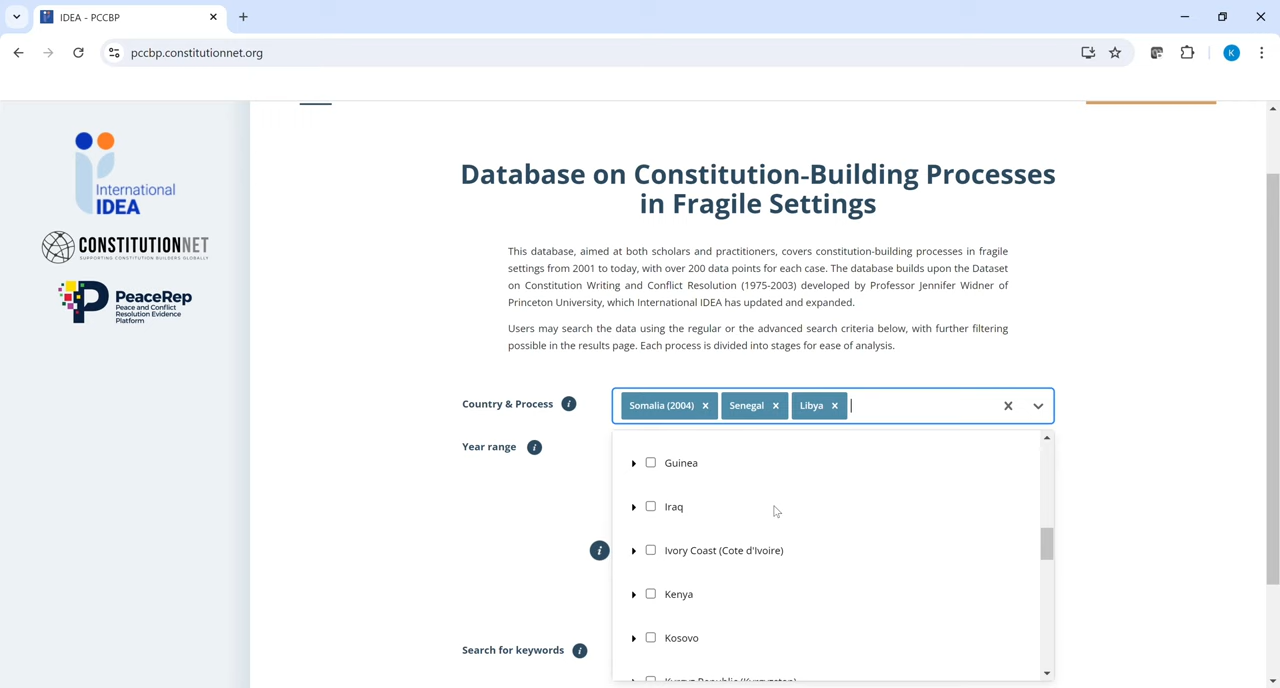 IDEA - PCCBP
pccbp.constitutionnet.org
K
International
IDEA
CONSTITUTIONNET
SUPPORTING CONSTITUTION BUILDERS GLOBALLY
PeaceRep
Peace and Conflict
Resolution Evidence
Platform
Database on Constitution-Building Processes
in Fragile Settings
This database, aimed at both scholars and practitioners, covers constitution-building processes in fragile
settings from 2001 to today, with over 200 data points for each case. The database builds upon the Dataset
on Constitution Writing and Conflict Resolution (1975-2003) developed by Professor Jennifer Widner of
Princeton University, which International IDEA has updated and expanded.
Users may search the data using the regular or the advanced search criteria below, with further filtering
possible in the results page. Each process is divided into stages for ease of analysis.
Country & Process i
Somalia (2004) × Senegal × Libya ×
Year range i
Guinea
Iraq
i
Ivory Coast (Cote d'Ivoire)
Kenya
Kosovo
Search for keywords i
Kyrgyz Republic (Kyrgyzstan)